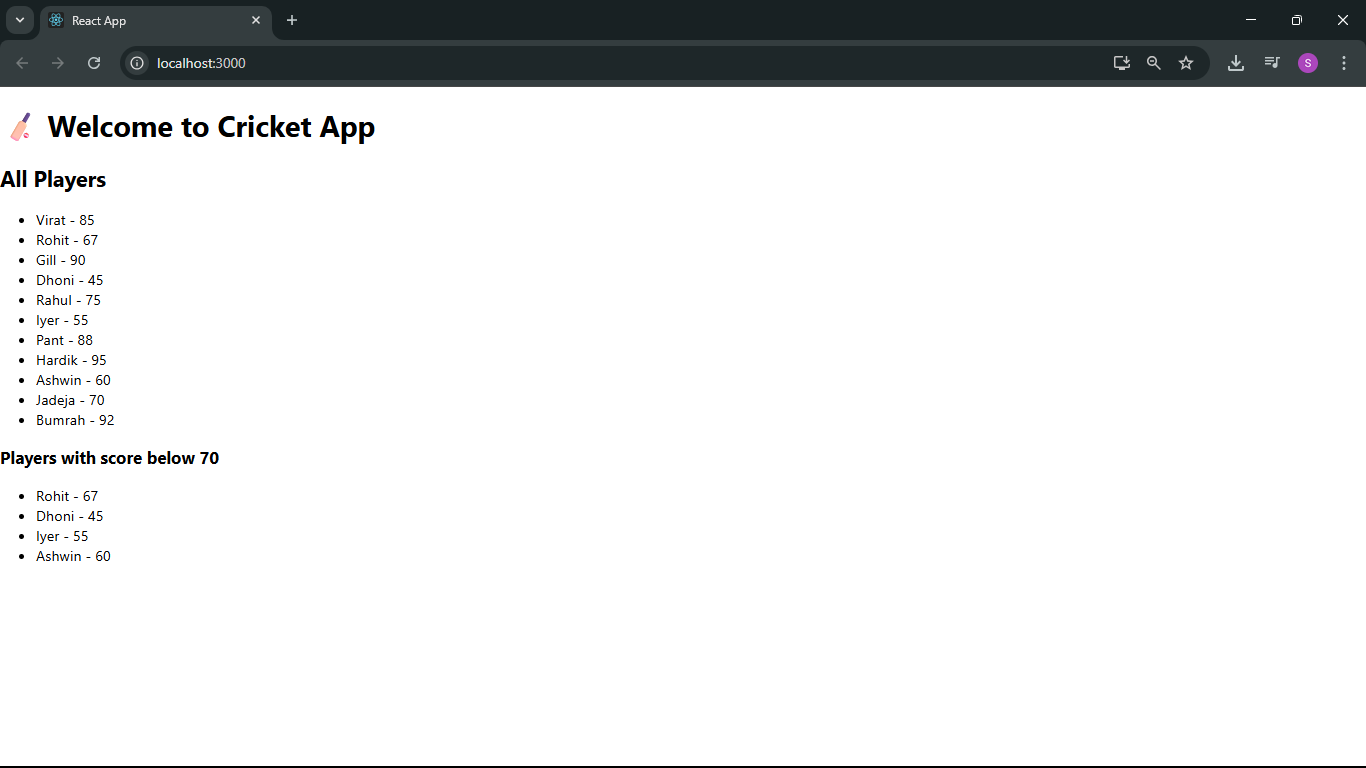 React App
localhost:3000
S
🏏 Welcome to Cricket App
All Players
• Virat - 85
• Rohit - 67
• Gill - 90
• Dhoni - 45
• Rahul - 75
• Iyer - 55
• Pant - 88
• Hardik - 95
• Ashwin - 60
• Jadeja - 70
• Bumrah - 92
Players with score below 70
• Rohit - 67
• Dhoni - 45
• Iyer - 55
• Ashwin - 60